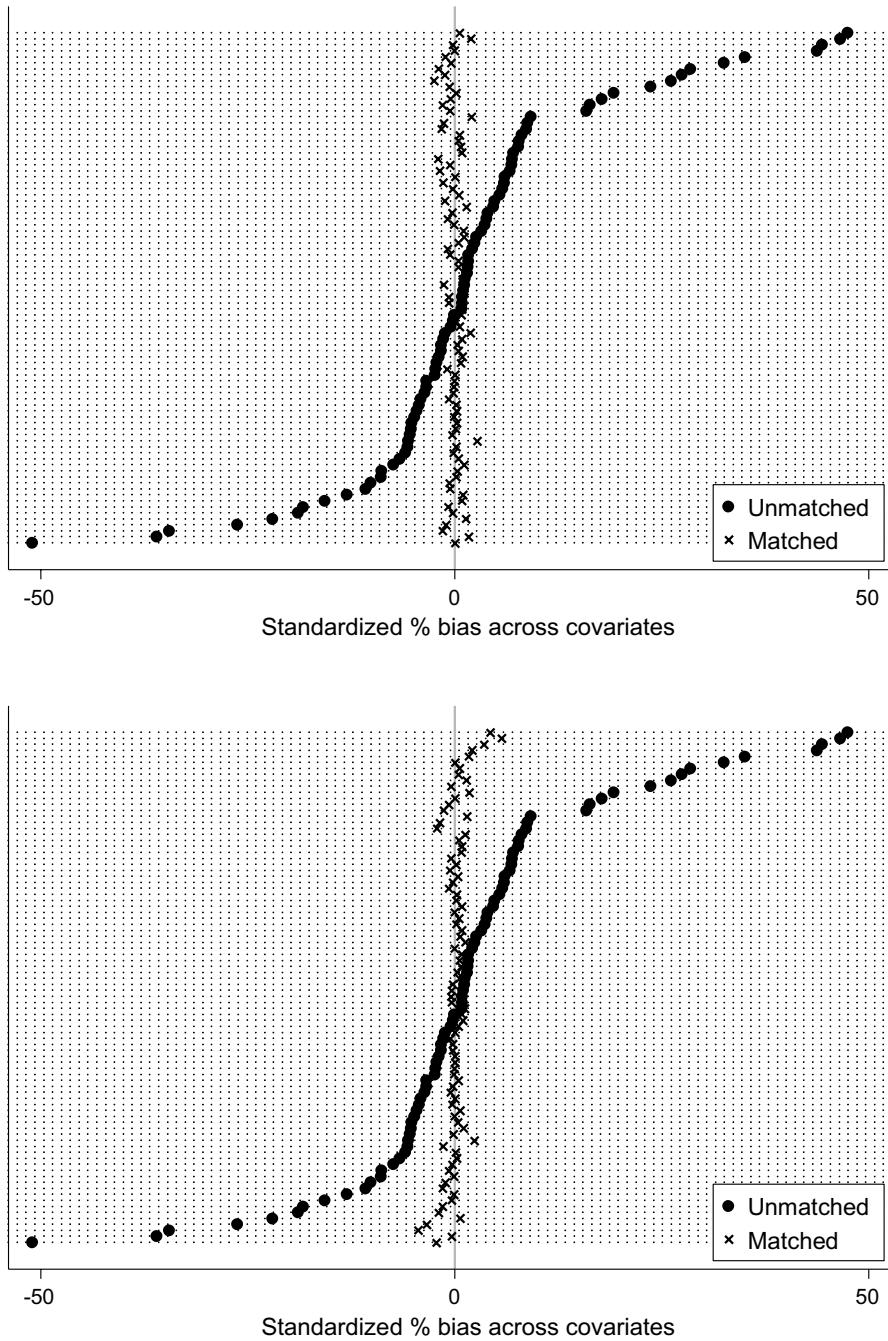 Unmatched
Matched
-50
0
50
Standardized % bias across covariates
Unmatched
Matched
-50
0
50
Standardized % bias across covariates